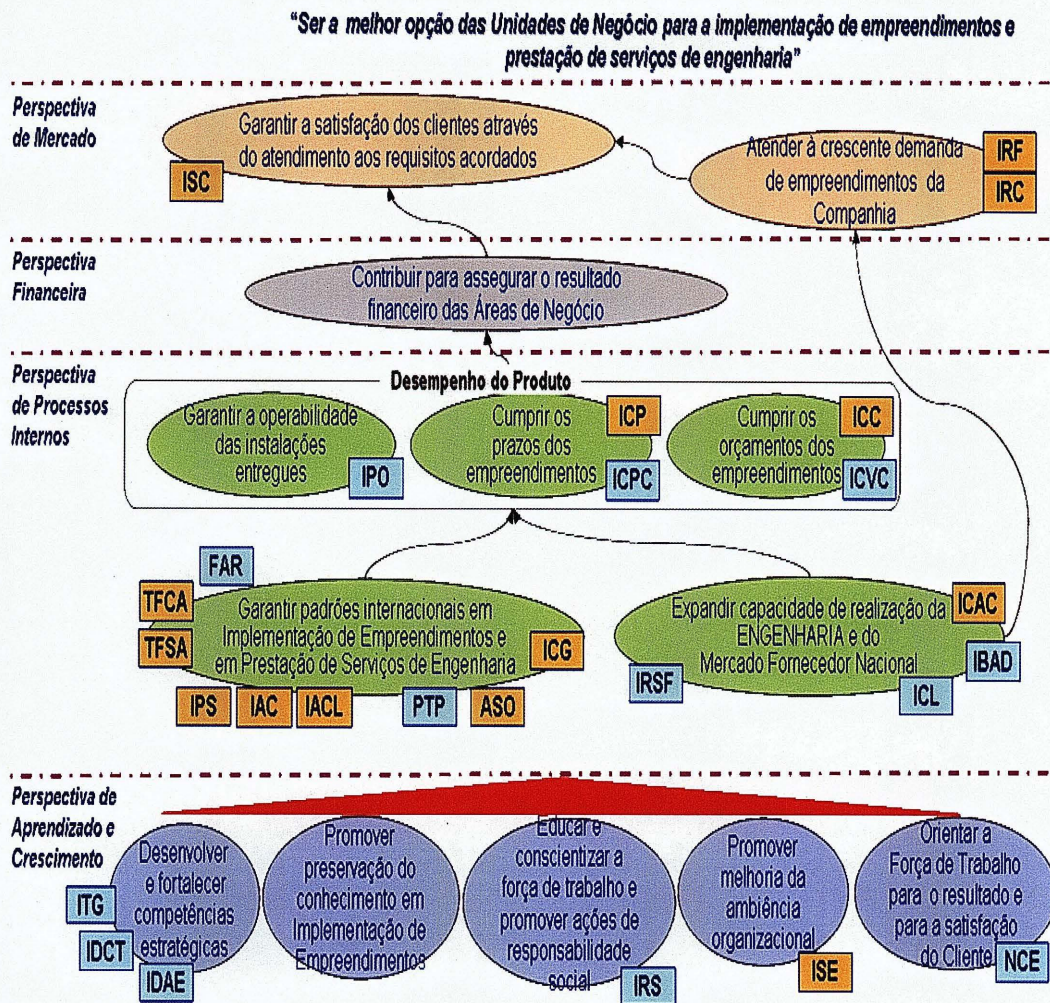 “Ser a melhor opção das Unidades de Negócio para a implementação de empreendimentos e
prestação de serviços de engenharia”
Perspectiva
de Mercado
Garantir a satisfação dos clientes através
do atendimento aos requisitos acordados
ISC
Atender à crescente demanda
de empreendimentos da
Companhia
IRF
IRC
Perspectiva
Financeira
Contribuir para assegurar o resultado
financeiro das Áreas de Negócio
Perspectiva
de Processos
Internos
Desempenho do Produto
Garantir a operabilidade
das instalações
entregues
IPO
Cumprir os
prazos dos
empreendimentos
ICP
ICPC
Cumprir os
orçamentos dos
empreendimentos
ICC
ICVC
FAR
TFCA
TFSA
Garantir padrões internacionais em
Implementação de Empreendimentos e
em Prestação de Serviços de Engenharia
ICG
IPS
IAC
IACL
PTP
ASO
Expandir capacidade de realização da
ENGENHARIA e do
Mercado Fornecedor Nacional
ICAC
IBAD
IRSF
ICL
Perspectiva de
Aprendizado e
Crescimento
Desenvolver
e fortalecer
competências
estratégicas
ITG
IDCT
IDAE
Promover
preservação do
conhecimento em
Implementação de
Empreendimentos
Educar e
conscientizar a
força de trabalho e
promover ações de
responsabilidade
social
IRS
Promover
melhoria da
ambiência
organizacional
ISE
Orientar a
Força de Trabalho
para o resultado e
para a satisfação
do Cliente
NCE